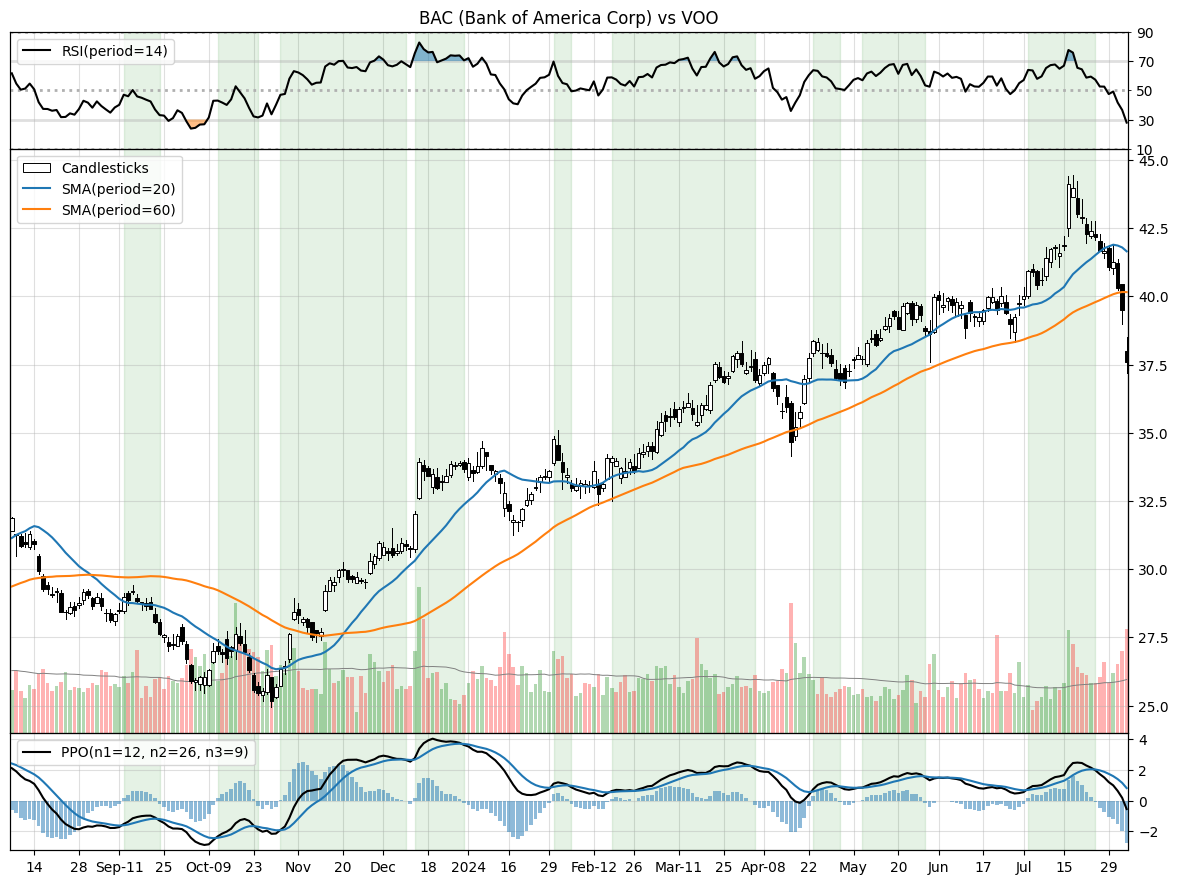 BAC (Bank of America Corp) vs VOO
RSI(period=14)
90
70
50
30
10
Candlesticks
SMA(period=20)
SMA(period=60)
45.0
42.5
40.0
37.5
35.0
32.5
30.0
27.5
25.0
PPO(n1=12, n2=26, n3=9)
4
2
0
−2
14 28 Sep-11 25 Oct-09 23 Nov 20 Dec 18 2024 16 29 Feb-12 26 Mar-11 25 Apr-08 22 May 20 Jun 17 Jul 15 29